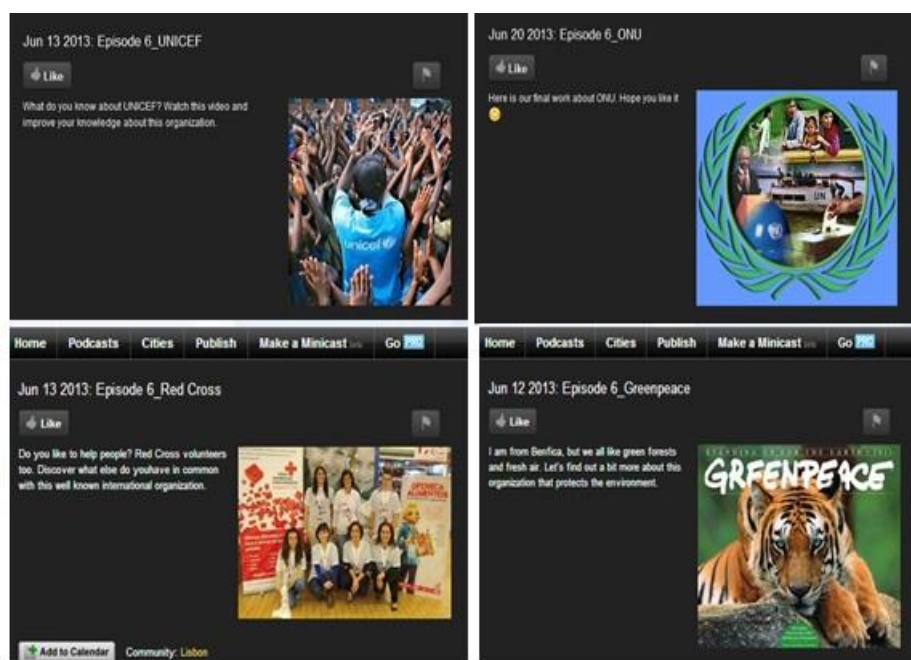 Jun 13 2013: Episode 6_UNICEF
Like
What do you know about UNICEF? Watch this video and
improve your knowledge about this organization.
unicef
Jun 20 2013: Episode 6_ONU
Like
Here is our final work about ONU. Hope you like it
UN
Home Podcasts Cities Publish Make a Minicast Go PRO
Jun 13 2013: Episode 6_Red Cross
Like
Do you like to help people? Red Cross volunteers
too. Discover what else do youhave in common
with this well known international organization.
Add to Calendar Community: Lisbon
Home Podcasts Cities Publish Make a Minicast Go PRO
Jun 12 2013: Episode 6_Greenpeace
Like
I am from Benfica, but we all like green forests
and fresh air. Let's find out a bit more about this
organization that protects the environment.
GREENPEACE